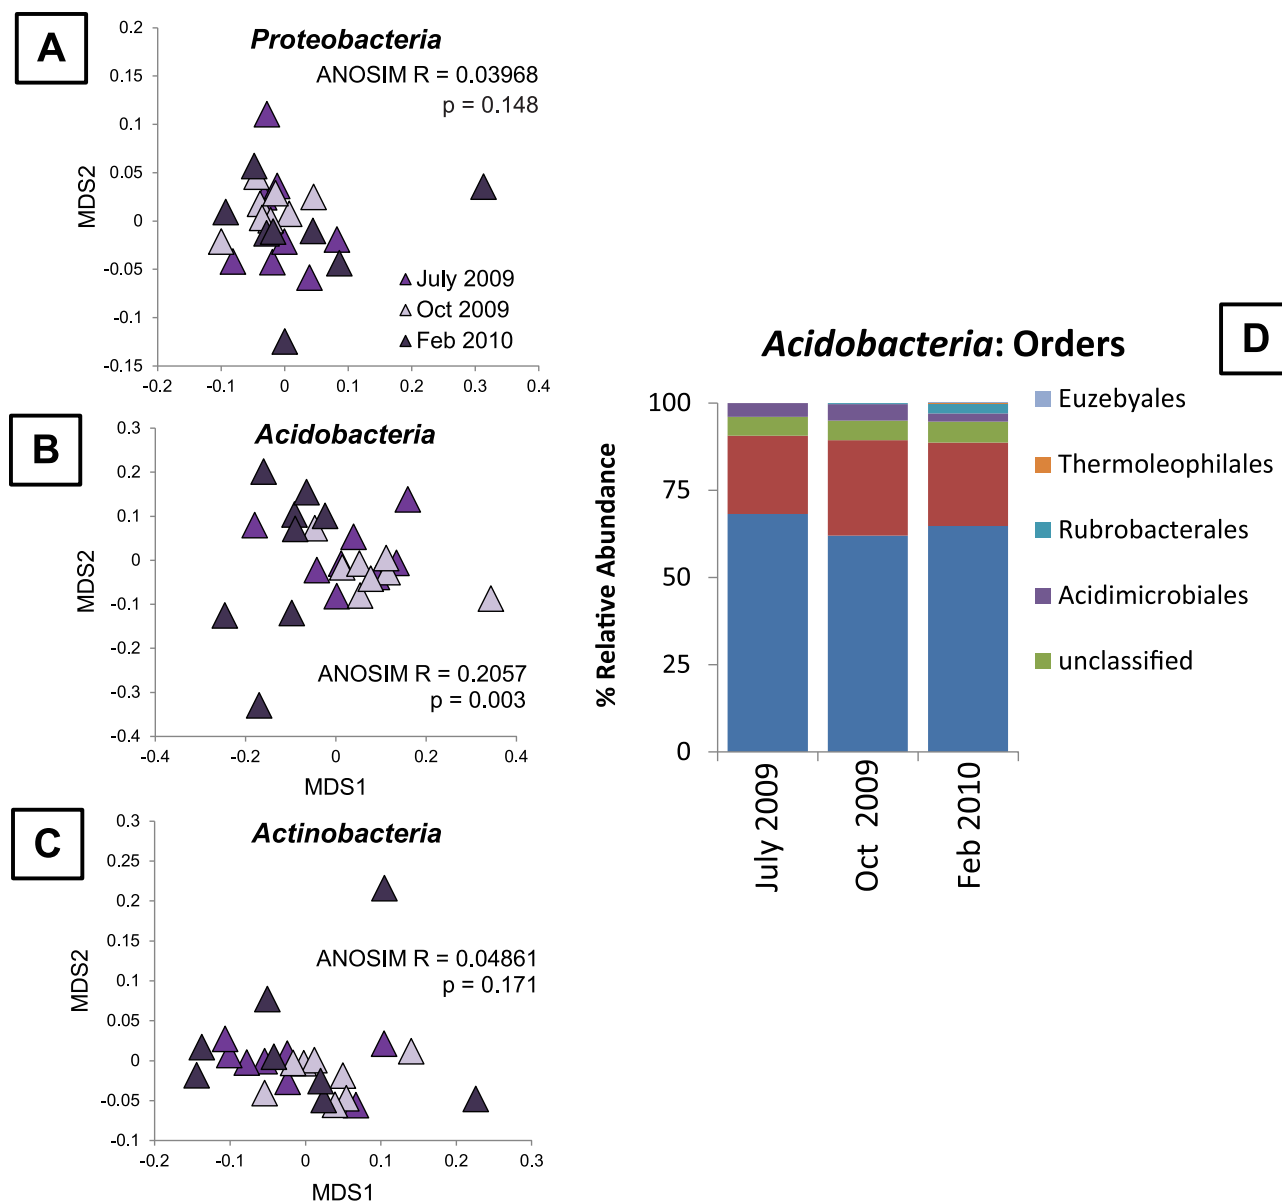 A
Proteobacteria
ANOSIM R = 0.03968
p = 0.148
0.2
0.15
0.1
0.05
0
-0.05
-0.1
-0.15
MDS2
-0.2
-0.1
0
0.1
0.2
0.3
0.4
July 2009
Oct 2009
Feb 2010
B
Acidobacteria
0.3
0.2
0.1
0
-0.1
-0.2
-0.3
-0.4
MDS2
ANOSIM R = 0.2057
p = 0.003
-0.4
-0.2
0
0.2
0.4
MDS1
C
Actinobacteria
0.3
0.25
0.2
0.15
0.1
0.05
0
-0.05
-0.1
MDS2
ANOSIM R = 0.04861
p = 0.171
-0.2
-0.1
0
0.1
0.2
0.3
MDS1
D
Acidobacteria: Orders
100
75
50
25
0
% Relative Abundance
July 2009
Oct 2009
Feb 2010
Euzebyales
Thermoleophilales
Rubrobacterales
Acidimicrobiales
unclassified